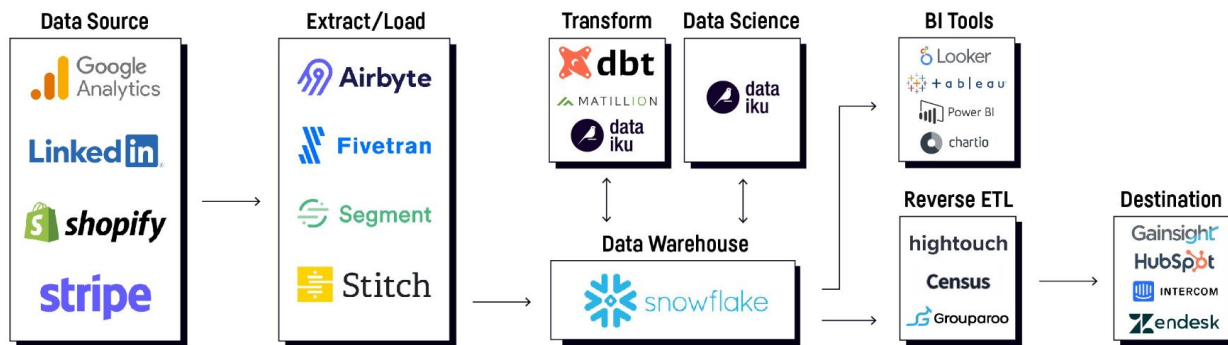 Data Source
Google
Analytics
Linked in
shopify
stripe
Extract/Load
Airbyte
Fivetran
Segment
Stitch
Transform
dbt
MATILLION
data
iku
Data Science
data
iku
Data Warehouse
snowflake
BI Tools
Looker
+ a b l e a u
Power BI
chartio
Reverse ETL
hightouch
Census
Grouparoo
Destination
Gainsight
HubSpot
INTERCOM
Zendesk